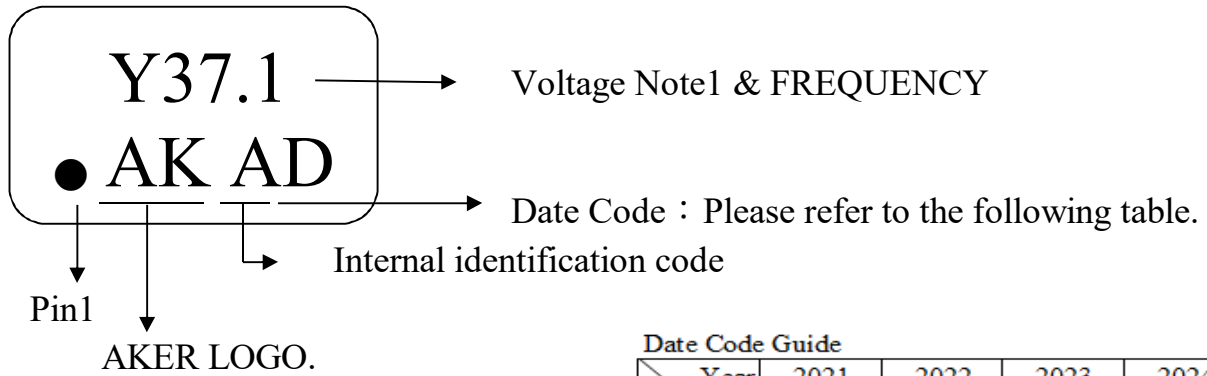 Y37.1
Voltage Note1 & FREQUENCY
AK AD
Date Code：Please refer to the following table.
Internal identification code
Pin1
AKER LOGO.
Date Code Guide
Year 2021 2022 2023